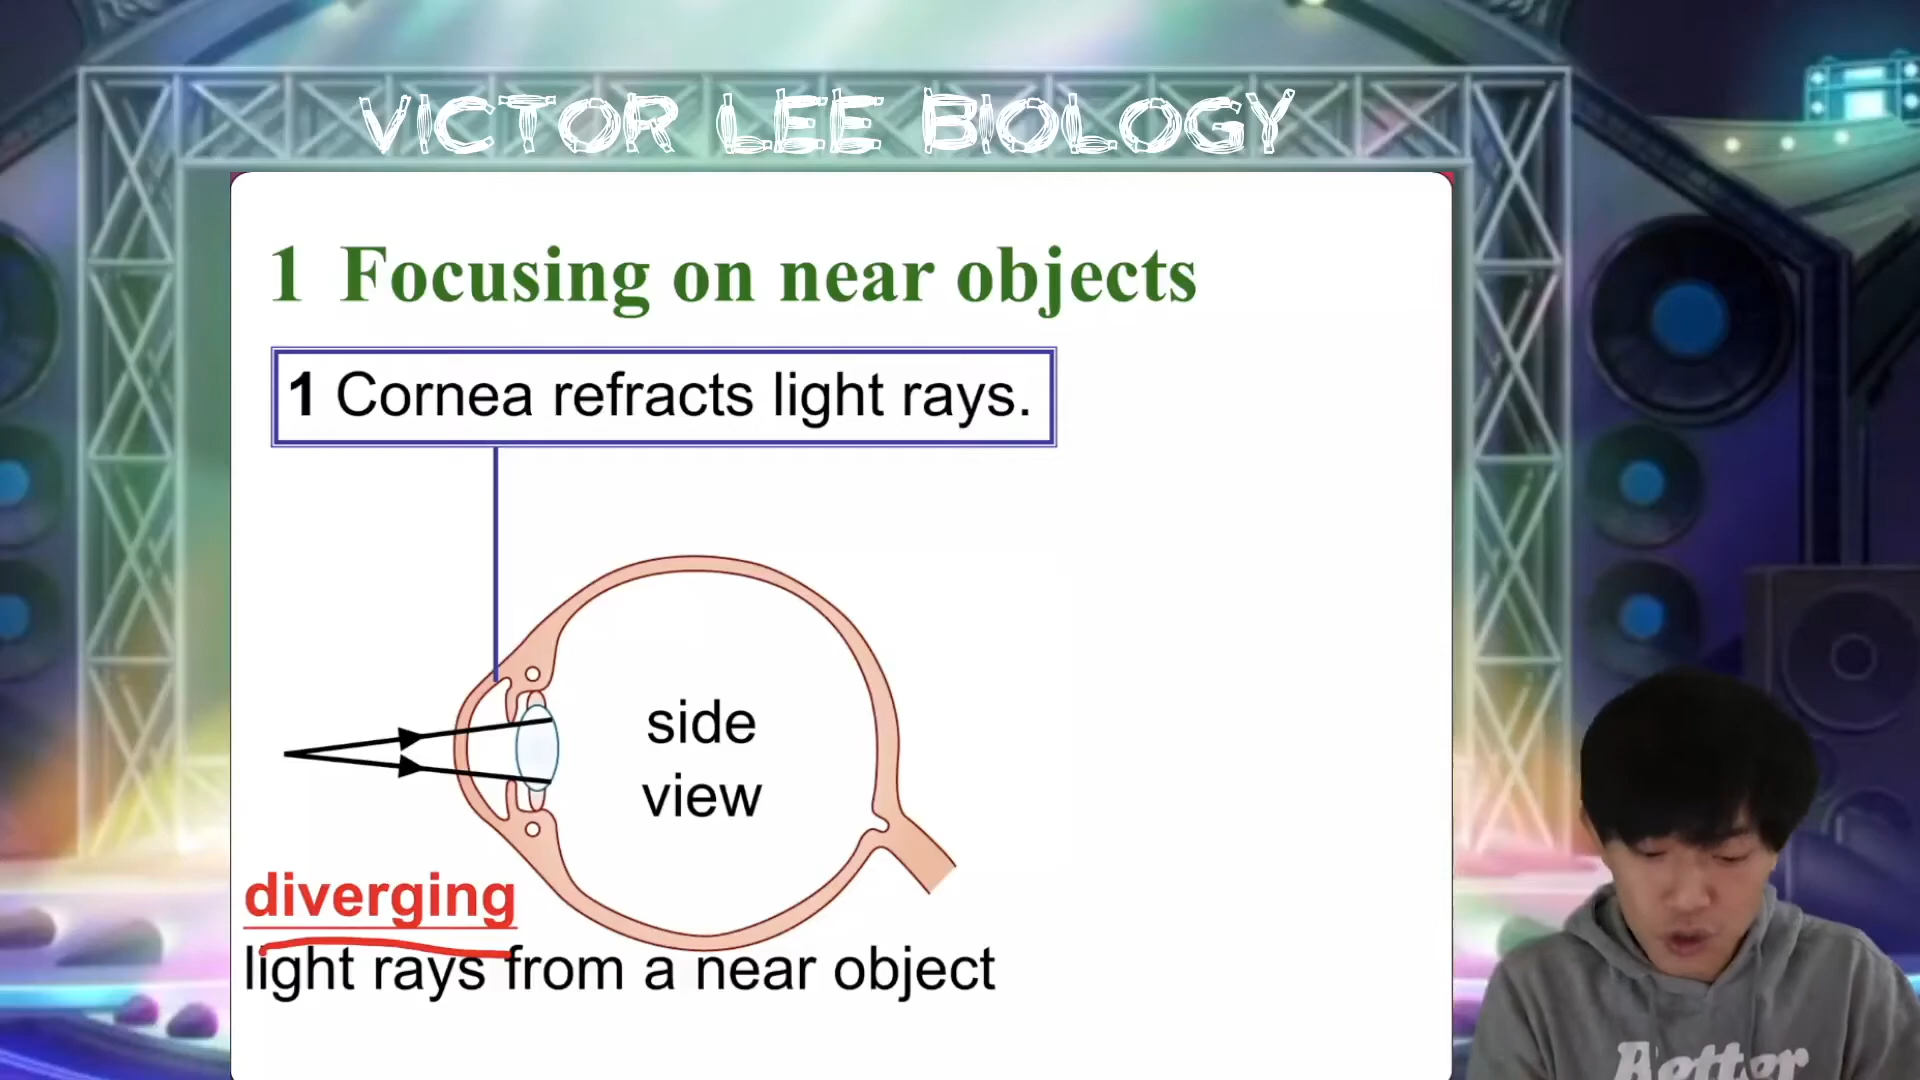 VICTOR LEE BIOLOGY
1 Focusing on near objects
1 Cornea refracts light rays.
side
view
diverging
light rays from a near object
Better